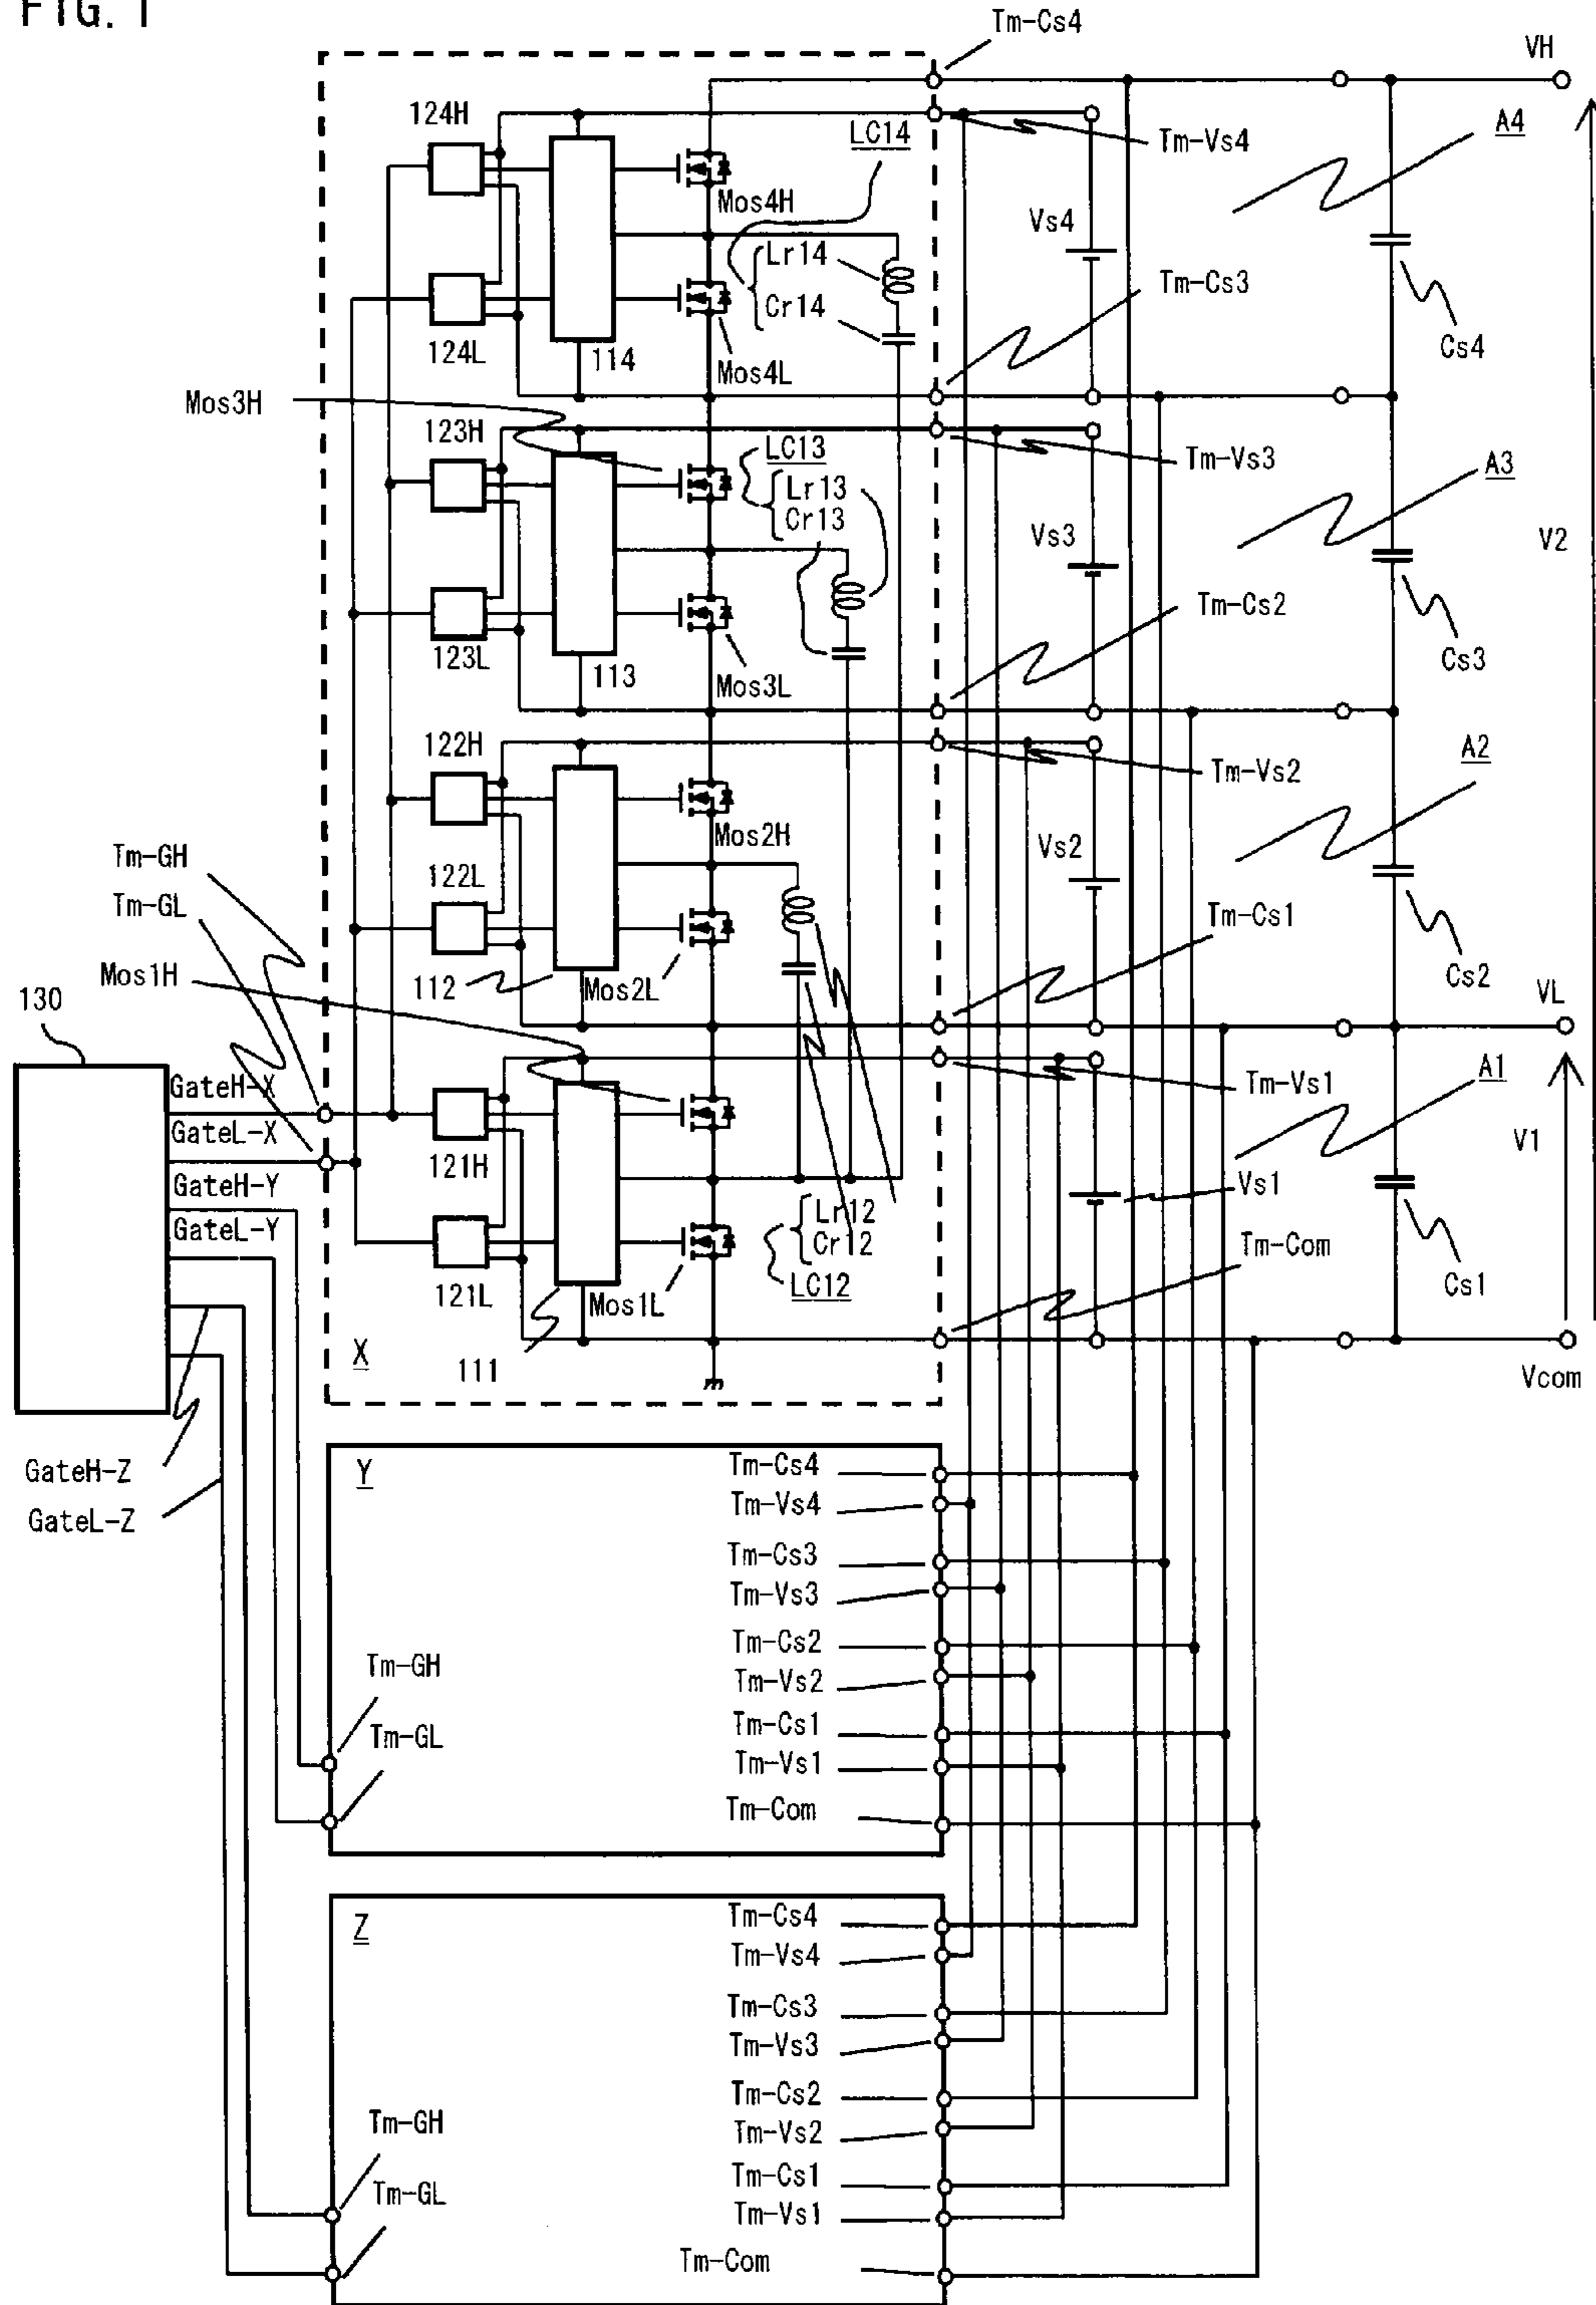 FIG. 1
Tm-Cs4
VH
124H
LC14
Tm-Vs4
A4
Mos4H
Vs4
Lr14
Tm-Cs3
Cr14
124L
114
Mos4L
Cs4
Mos3H
123H
LC13
Tm-Vs3
A3
Lr13
Cr13
Vs3
V2
Tm-Cs2
123L
113
Mos3L
Cs3
122H
Tm-Vs2
A2
Mos2H
Vs2
Tm-GH
122L
Tm-GL
Tm-Cs1
Mos1H
112
Mos2L
Cs2
130
VL
GateH-X
Tm-Vs1
A1
GateL-X
V1
121H
GateH-Y
Vs1
Lr12
GateL-Y
Cr12
Tm-Com
121L
Mos1L
LC12
Cs1
X
111
Vcom
GateH-Z
GateL-Z
Y
Tm-Cs4
Tm-Vs4
Tm-Cs3
Tm-Vs3
Tm-Cs2
Tm-GH
Tm-Vs2
Tm-Cs1
Tm-GL
Tm-Vs1
Tm-Com
Z
Tm-Cs4
Tm-Vs4
Tm-Cs3
Tm-Vs3
Tm-Cs2
Tm-GH
Tm-Vs2
Tm-Cs1
Tm-GL
Tm-Vs1
Tm-Com